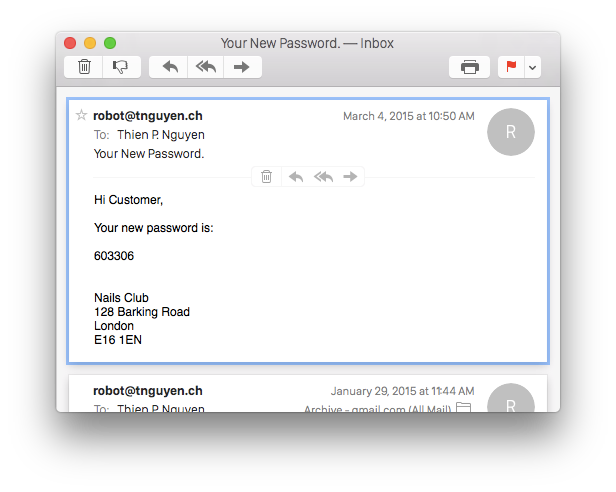 Your New Password. — Inbox
robot@tnguyen.ch
March 4, 2015 at 10:50 AM
R
To: Thien P. Nguyen
Your New Password.
Hi Customer,
Your new password is:
603306
Nails Club
128 Barking Road
London
E16 1EN
robot@tnguyen.ch
January 29, 2015 at 11:44 AM
R
To: Thien P. Nguyen
Archive - gmail.com (All Mail)